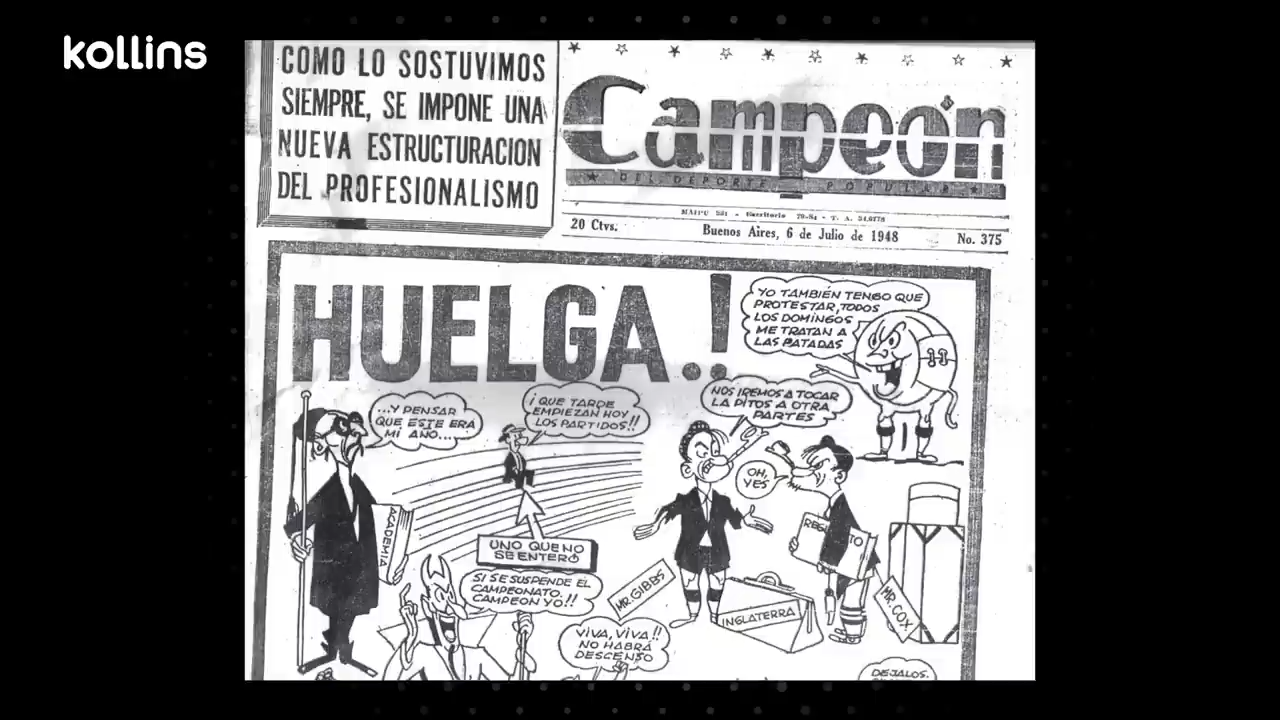 kollins
COMO LO SOSTUVIMOS
SIEMPRE, SE IMPONE UNA
NUEVA ESTRUCTURACION
DEL PROFESIONALISMO
Campeón
DEL DEPORTE POPULAR
MAIPU 531 - Escritorio
20 Ctvs.
Buenos Aires, 6 de Julio de 1948
No. 375
HUELGA.!
YO TAMBIÉN TENGO QUE
PROTESTAR, TODOS
LOS DOMINGOS
ME TRATAN A
LAS PATADAS
...Y PENSAR
QUE ESTE ERA
MI AÑO...
¡QUE TARDE
EMPIEZAN HOY
LOS PARTIDOS!!
NOS IREMOS A TOCAR
LA PITOS A OTRA
PARTES
OH,
YES
ACADEMIA
UNO QUE NO
SE ENTERÓ
SI SE SUSPENDE EL
CAMPEONATO,
CAMPEON YO!!
MR. GIBBS
INGLATERRA
MR. COX
VIVA, VIVA!!
NO HABRÁ
DESCENSO
DEJALOS.